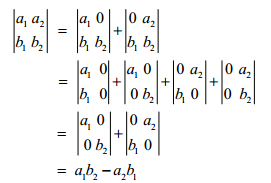 |a₁ a₂| = |a₁ 0| + |0 a₂|
|b₁ b₂| |b₁ b₂| |b₁ b₂|
= |a₁ 0| + |a₁ 0| + |0 a₂| + |0 a₂|
|b₁ 0| |0 b₂| |b₁ 0| |0 b₂|
= |a₁ 0| + |0 a₂|
|0 b₂| |b₁ 0|
= a₁b₂ − a₂b₁